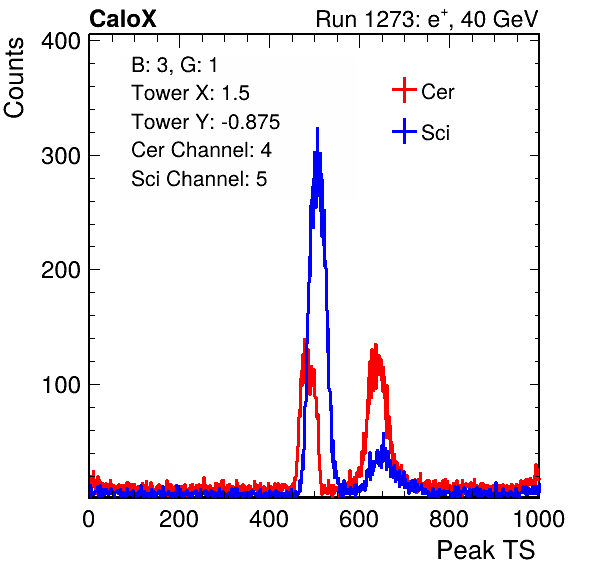 CaloX Run 1273: e⁺, 40 GeV
400
Counts
B: 3, G: 1
Tower X: 1.5
Tower Y: -0.875
Cer Channel: 4
Sci Channel: 5
Cer
Sci
300
200
100
0 200 400 600 800 1000
Peak TS